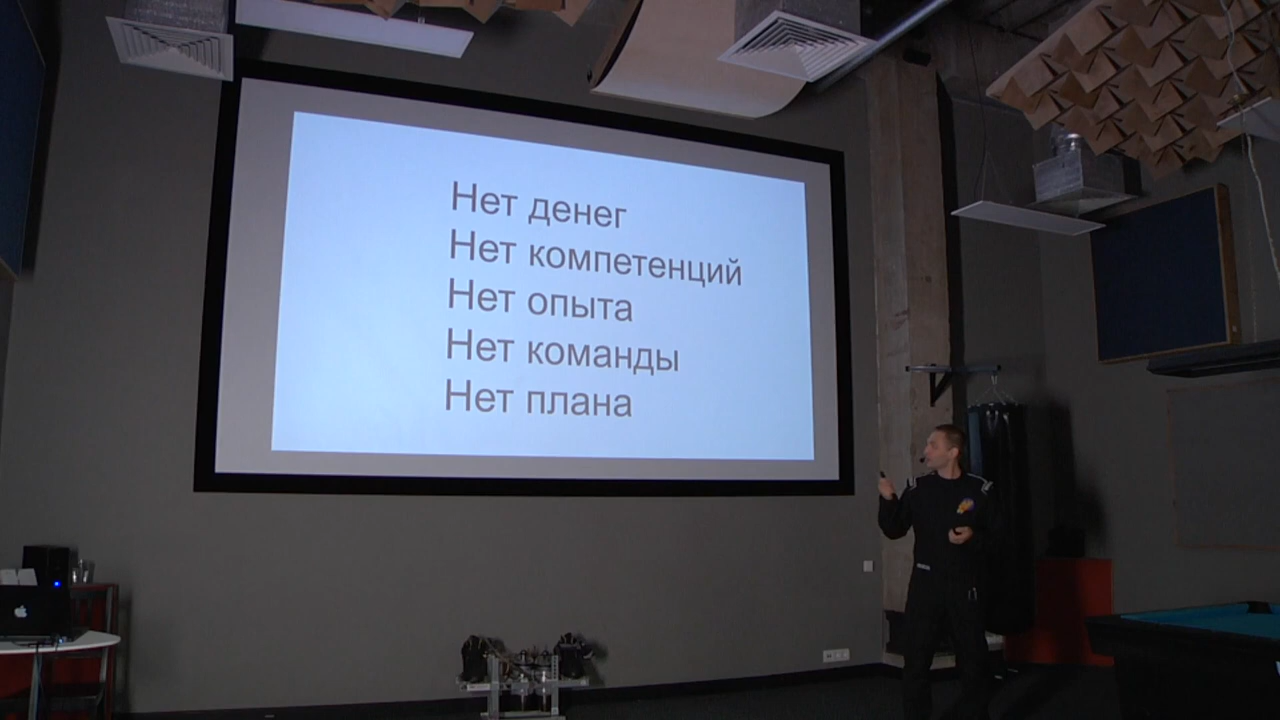 Нет денег
Нет компетенций
Нет опыта
Нет команды
Нет плана